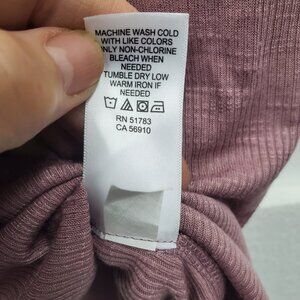 MACHINE WASH COLD
WITH LIKE COLORS
ONLY NON-CHLORINE
BLEACH WHEN
NEEDED
TUMBLE DRY LOW
WARM IRON IF
NEEDED
RN 51783
CA 56910